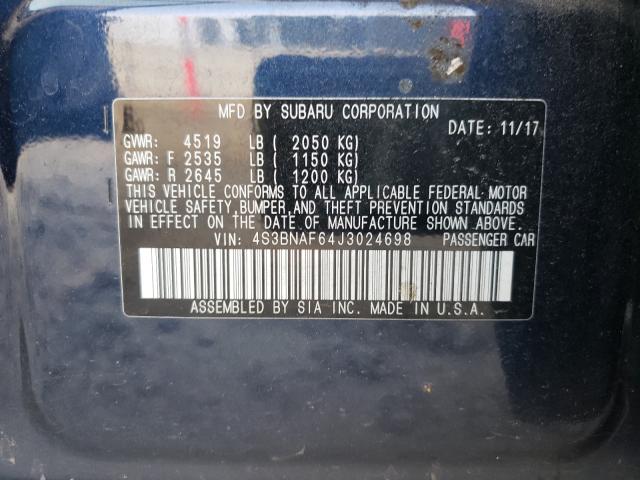 MFD BY SUBARU CORPORATION
DATE: 11/17
GVWR: 4519 LB ( 2050 KG)
GAWR: F 2535 LB ( 1150 KG)
GAWR: R 2645 LB ( 1200 KG)
THIS VEHICLE CONFORMS TO ALL APPLICABLE FEDERAL MOTOR
VEHICLE SAFETY, BUMPER, AND THEFT PREVENTION STANDARDS
IN EFFECT ON THE DATE OF MANUFACTURE SHOWN ABOVE.
VIN: 4S3BNAF64J3024698 PASSENGER CAR
ASSEMBLED BY SIA INC. MADE IN U.S.A.